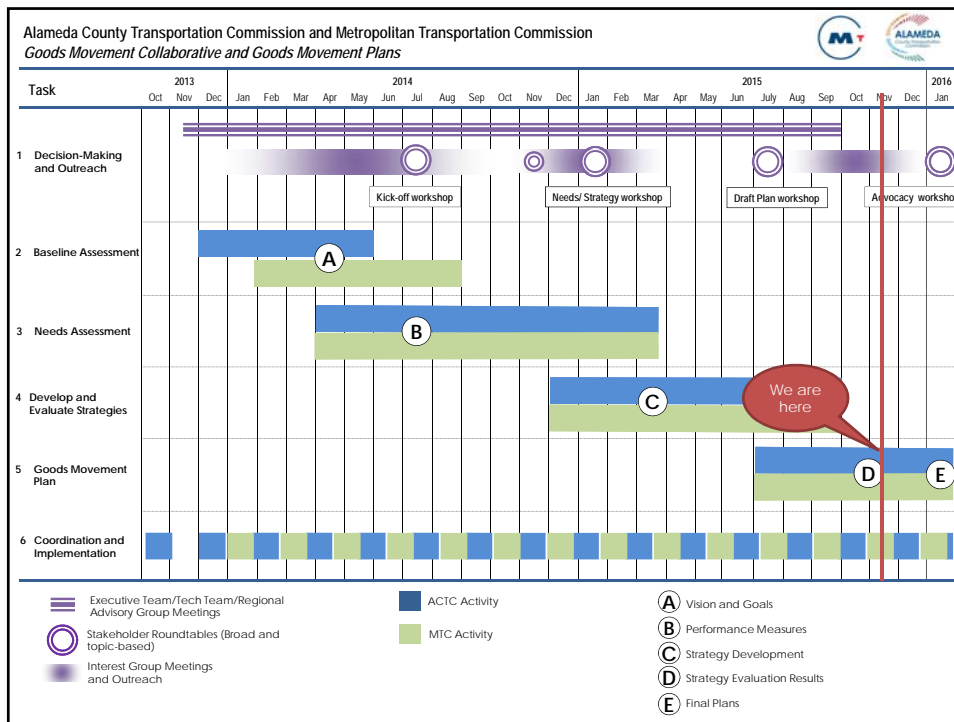 Alameda County Transportation Commission and Metropolitan Transportation Commission
Goods Movement Collaborative and Goods Movement Plans
M T
ALAMEDA
County Transportation
Commission
Task
2013 2014 2015 2016
Oct Nov Dec Jan Feb Mar Apr May Jun Jul Aug Sep Oct Nov Dec Jan Feb Mar Apr May Jun July Aug Sep Oct Nov Dec Jan
1 Decision-Making
and Outreach
Kick-off workshop
Needs/ Strategy workshop
Draft Plan workshop
Advocacy workshop
2 Baseline Assessment
A
3 Needs Assessment
B
4 Develop and
Evaluate Strategies
C
We are
here
5 Goods Movement
Plan
D
E
6 Coordination and
Implementation
Executive Team/Tech Team/Regional
Advisory Group Meetings
Stakeholder Roundtables (Broad and
topic-based)
Interest Group Meetings
and Outreach
ACTC Activity
MTC Activity
A Vision and Goals
B Performance Measures
C Strategy Development
D Strategy Evaluation Results
E Final Plans